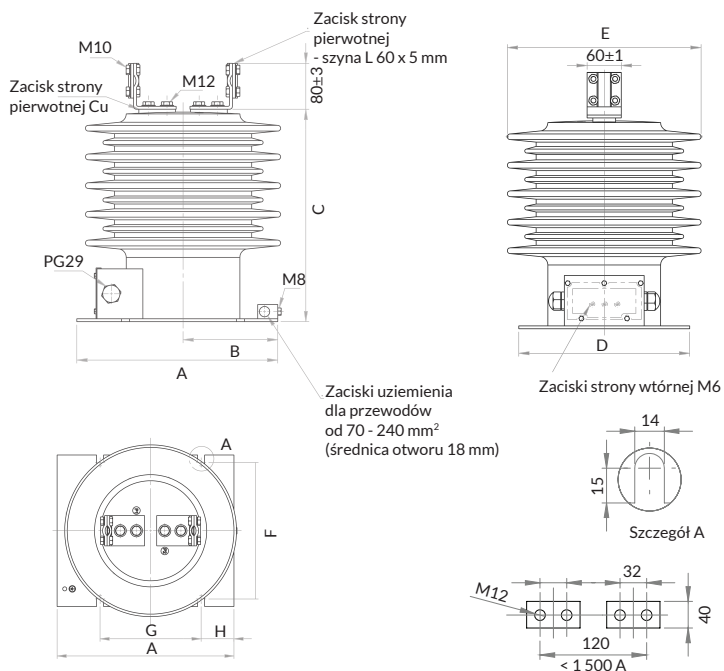 Zacisk strony
pierwotnej
- szyna L 60 x 5 mm
M10
M12
Zacisk strony
pierwotnej Cu
80±3
C
PG29
M8
B
A
Zaciski uziemienia
dla przewodów
od 70 - 240 mm²
(średnica otworu 18 mm)
E
60±1
D
Zaciski strony wtórnej M6
A
F
G
H
A
14
15
Szczegół A
M12
32
40
120
< 1 500 A